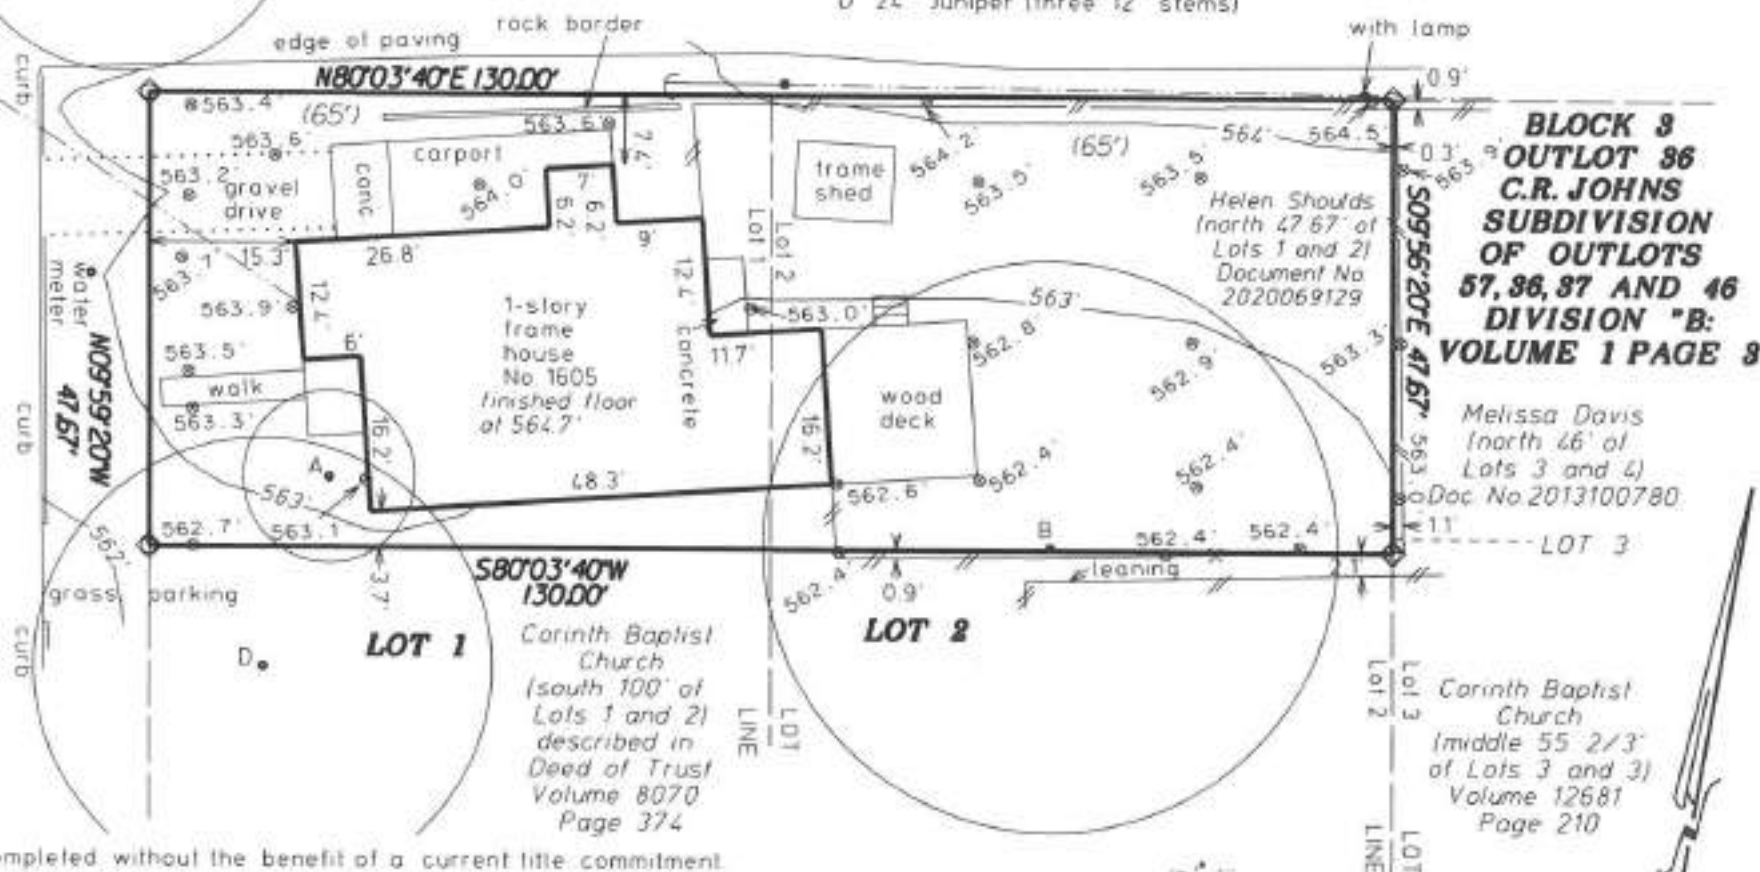 D 24" Juniper (three 12" stems)
rock border
with lamp
edge of paving
curb
N80°03'40"E 130.00'
0.9'
563.4'
(65')
563.6'
7.4'
563.6'
carport
conc
564.0'
563.2'
gravel
drive
7'
6.2'
6.2'
9'
frame
shed
564.2'
(65')
563.5'
563.5'
564'
564.5'
0.3'
563.9'
BLOCK 3
OUTLOT 36
C.R. JOHNS
SUBDIVISION
OF OUTLOTS
57, 36, 37 AND 46
DIVISION "B:
VOLUME 1 PAGE 3
Helen Shoulds
(north 47.67' of
Lots 1 and 2)
Document No
2020069129
S09°56'20"E 47.67'
Lot 1
Lot 2
15.3'
26.8'
563.7'
water
meter
563.9'
12.4'
12.4'
1-story
frame
house
No 1605
finished floor
at 564.7'
concrete
11.7'
563.0'
563'
562.8'
562.9'
563.3'
N09°59'20"W
47.67'
563.5'
walk
563.3'
6'
16.2'
16.2'
wood
deck
Melissa Davis
(north 46' of
Lots 3 and 4)
Doc No 2013100780
563.0'
1.1'
LOT 3
curb
A
563'
48.3'
562.6'
562.4'
562.4'
562.7'
563.1
562'
B
562.4'
562.4'
leaning
1'
S80°03'40"W
130.00'
3.7'
562.4'
0.9'
grass parking
curb
D
LOT 1
LOT 2
Corinth Baptist
Church
(south 100' of
Lots 1 and 2)
described in
Deed of Trust
Volume 8070
Page 374
LOT
LINE
Lot 3
Lot 2
Corinth Baptist
Church
(middle 55 2/3'
of Lots 3 and 3)
Volume 12681
Page 210
LOT
LINE
ompleted without the benefit of a current title commitment.